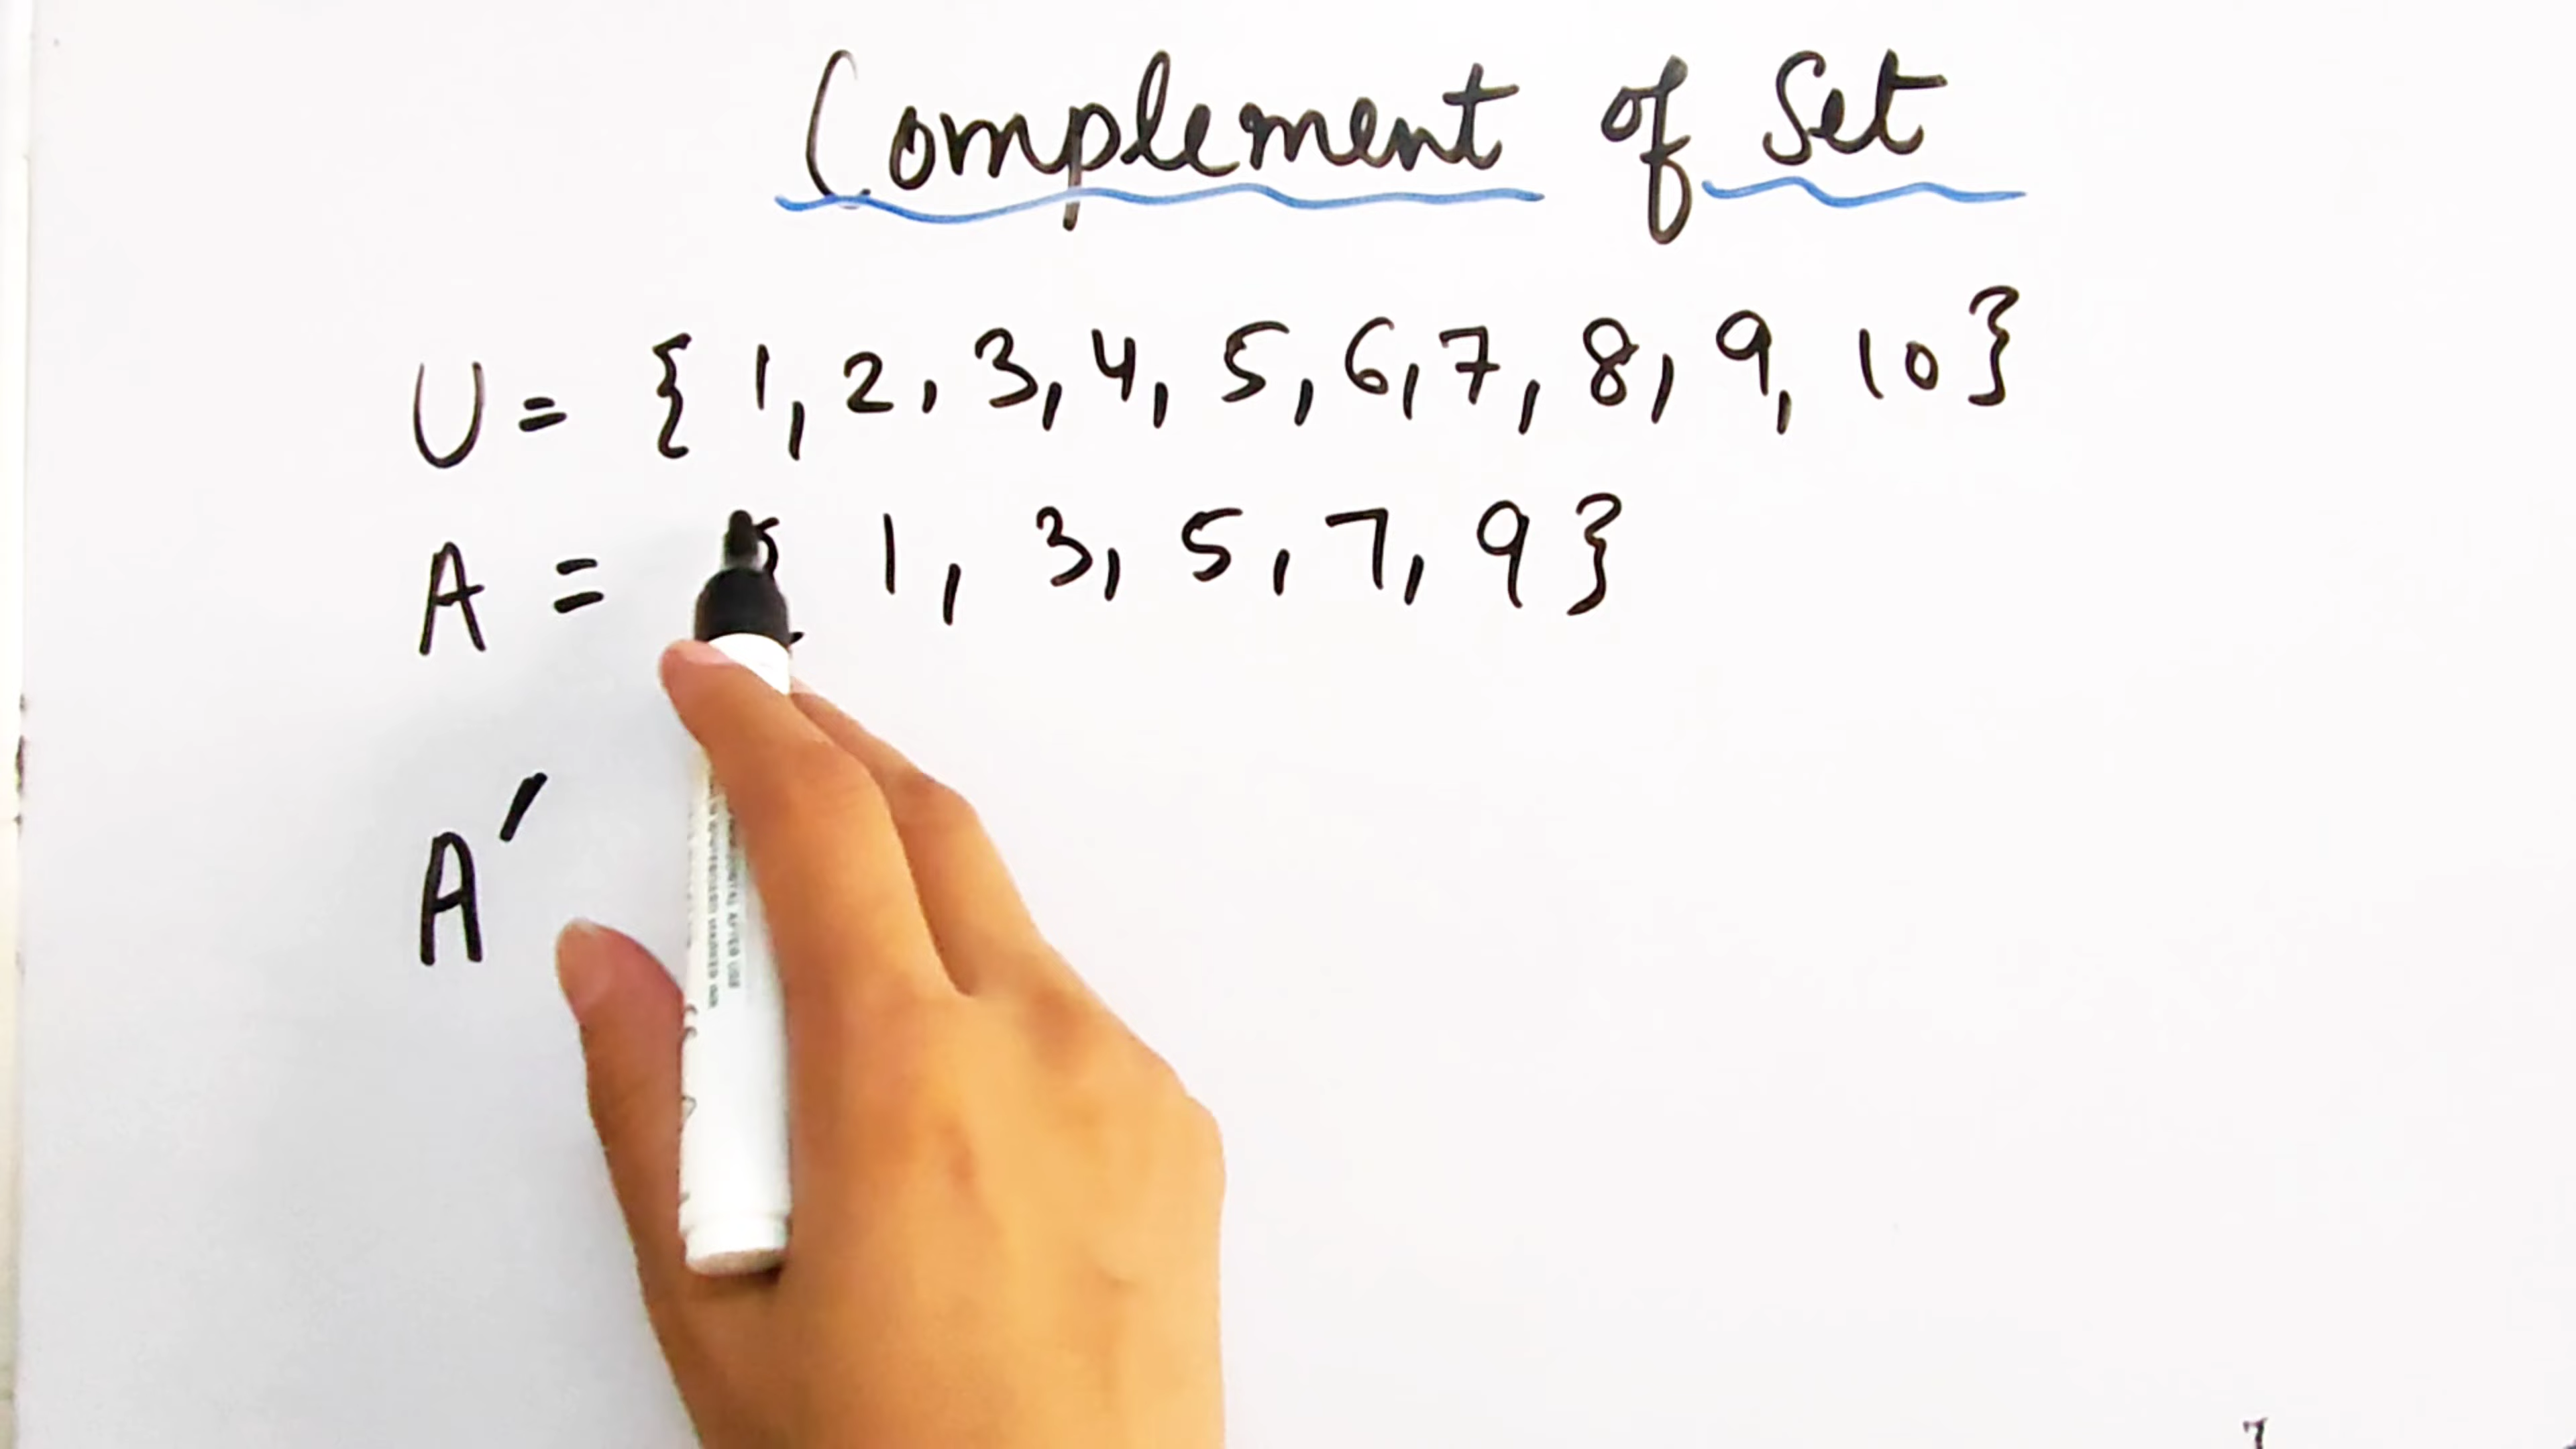 Complement of Set
U = { 1, 2, 3, 4, 5, 6, 7, 8, 9, 10 }
A = { 1, 3, 5, 7, 9 }
A′